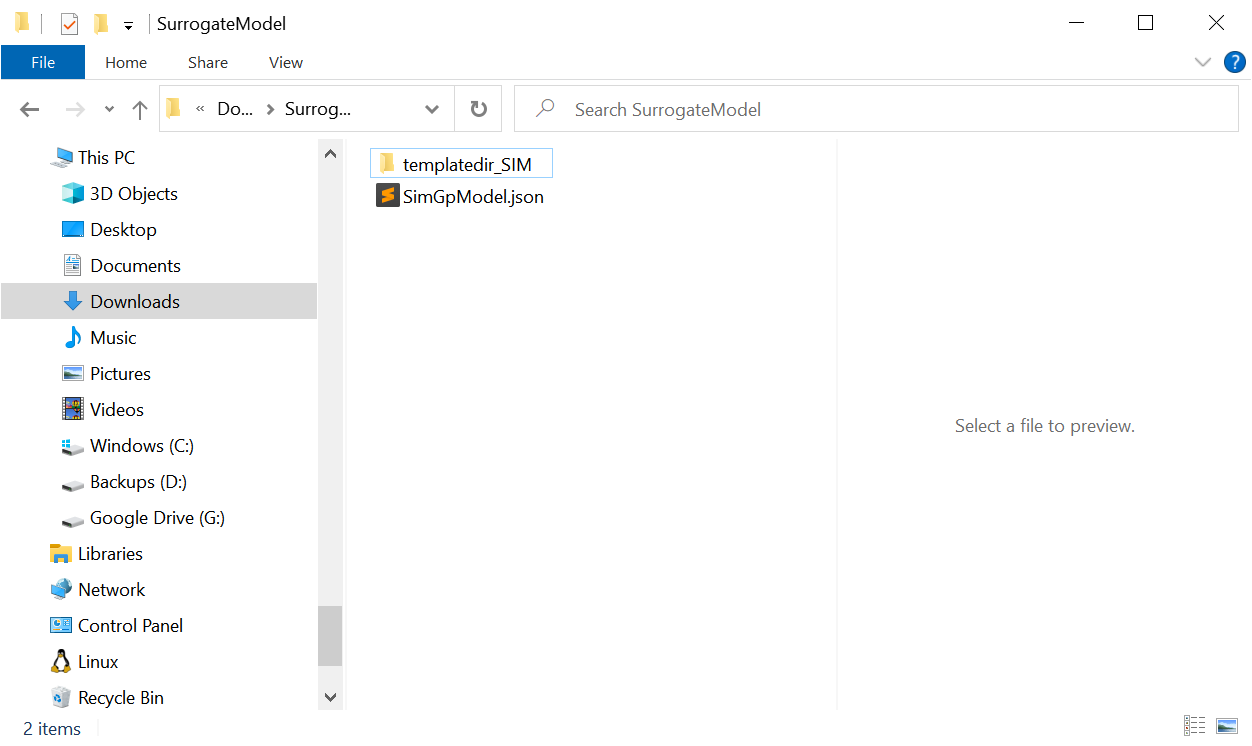 SurrogateModel
File Home Share View
?
« Do... Surrog...
Search SurrogateModel
This PC
3D Objects
Desktop
Documents
Downloads
Music
Pictures
Videos
Windows (C:)
Backups (D:)
Google Drive (G:)
Libraries
Network
Control Panel
Linux
Recycle Bin
templatedir_SIM
SimGpModel.json
Select a file to preview.
2 items